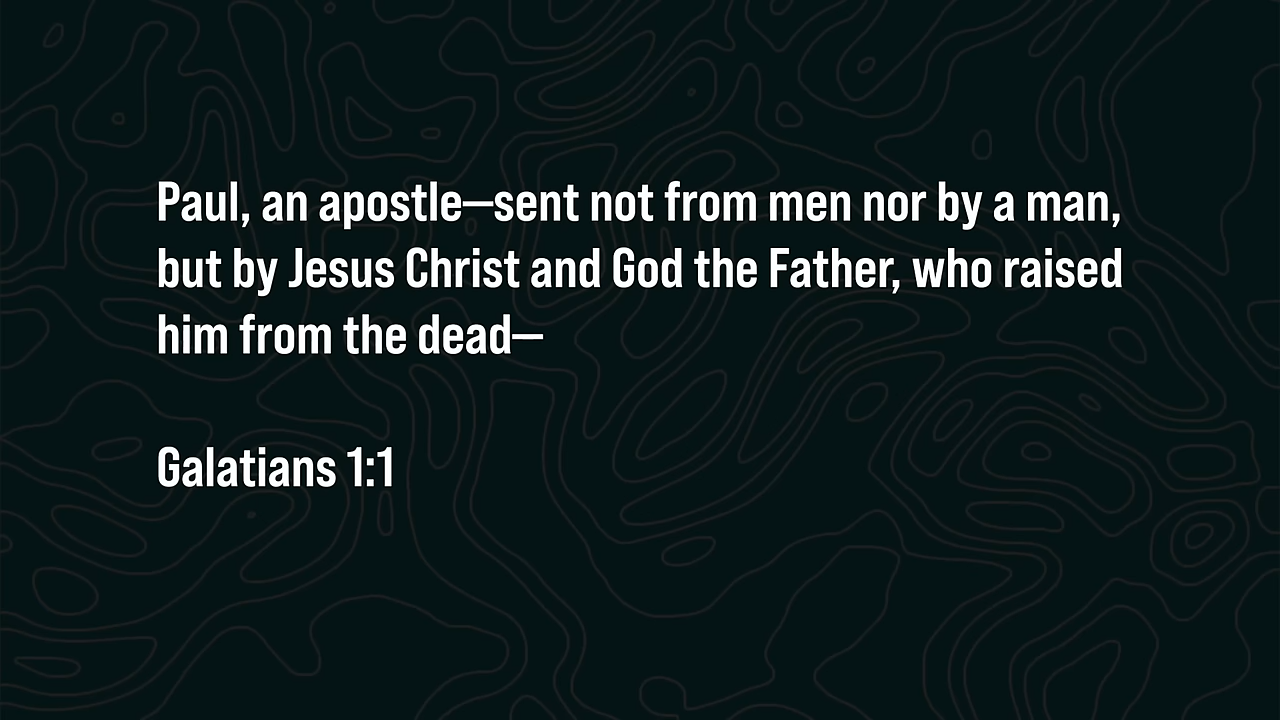 Paul, an apostle—sent not from men nor by a man,
but by Jesus Christ and God the Father, who raised
him from the dead—
Galatians 1:1